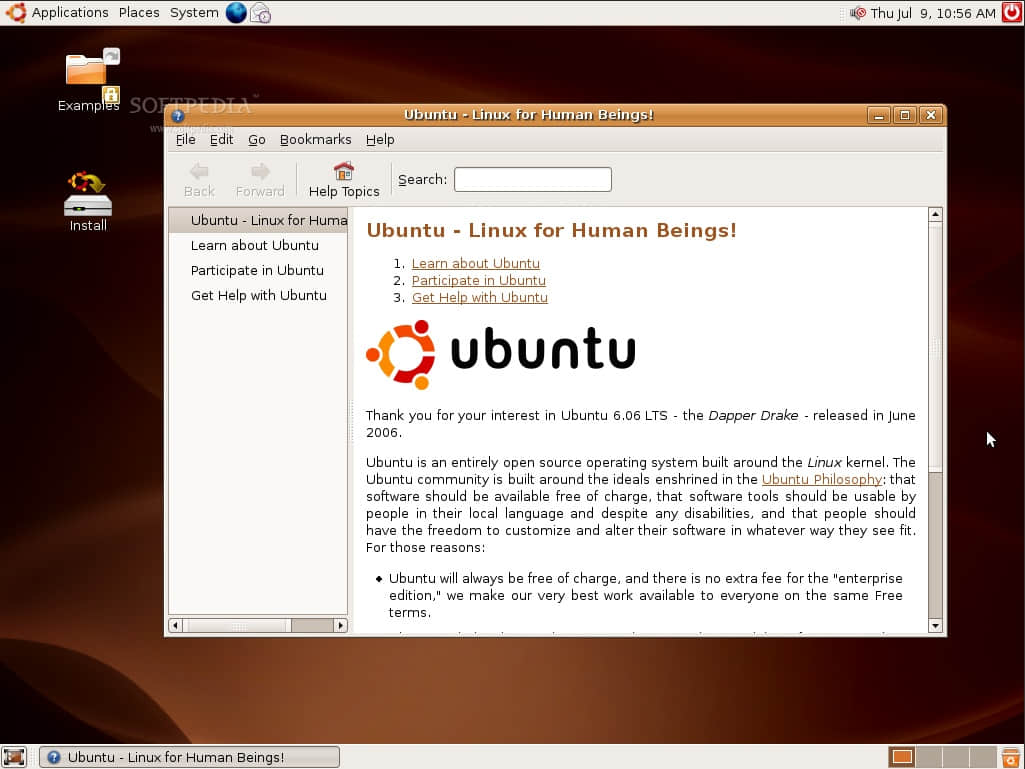 Applications Places System
Thu Jul 9, 10:56 AM
Examples
SOFTPEDIA™
Install
Ubuntu - Linux for Human Beings!
File Edit Go Bookmarks Help
Back Forward Help Topics Search:
Ubuntu - Linux for Huma
Learn about Ubuntu
Participate in Ubuntu
Get Help with Ubuntu
Ubuntu - Linux for Human Beings!
1. Learn about Ubuntu
2. Participate in Ubuntu
3. Get Help with Ubuntu
ubuntu
Thank you for your interest in Ubuntu 6.06 LTS - the Dapper Drake - released in June
2006.
Ubuntu is an entirely open source operating system built around the Linux kernel. The
Ubuntu community is built around the ideals enshrined in the Ubuntu Philosophy: that
software should be available free of charge, that software tools should be usable by
people in their local language and despite any disabilities, and that people should
have the freedom to customize and alter their software in whatever way they see fit.
For those reasons:
Ubuntu will always be free of charge, and there is no extra fee for the "enterprise
edition," we make our very best work available to everyone on the same Free
terms.
Ubuntu - Linux for Human Beings!